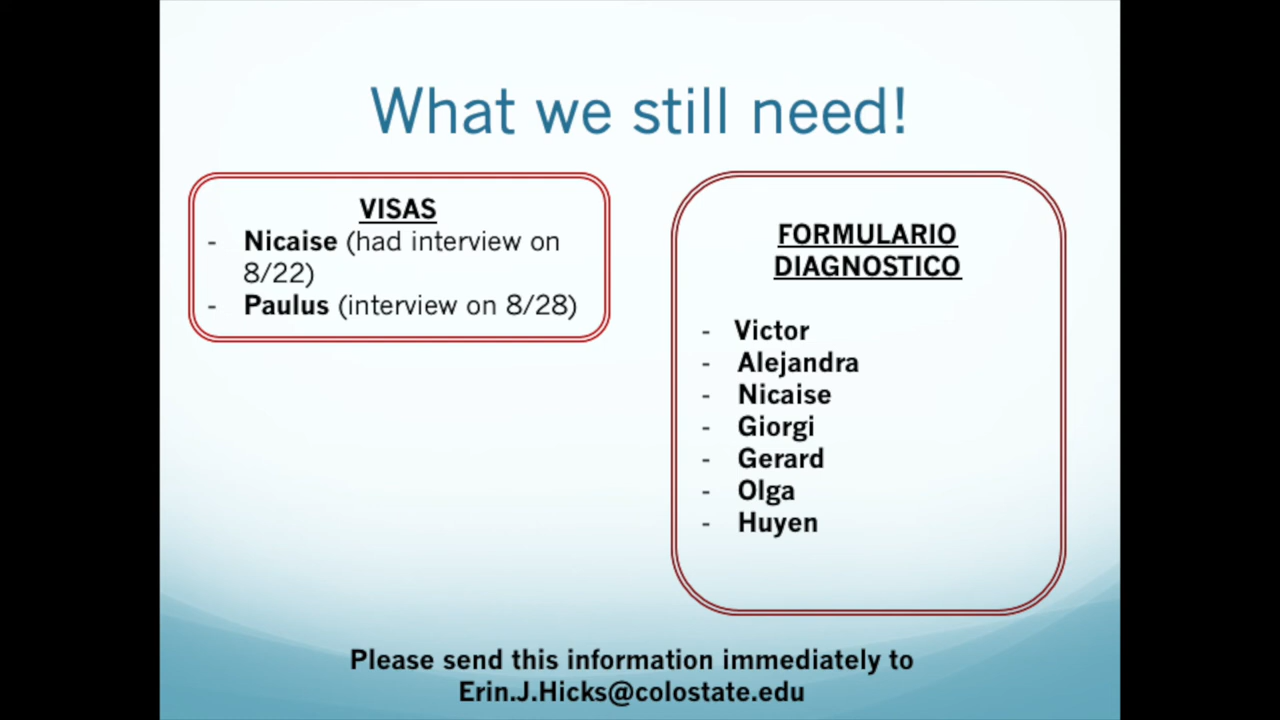 What we still need!
VISAS
- Nicaise (had interview on
8/22)
- Paulus (interview on 8/28)
FORMULARIO
DIAGNOSTICO
- Victor
- Alejandra
- Nicaise
- Giorgi
- Gerard
- Olga
- Huyen
Please send this information immediately to
Erin.J.Hicks@colostate.edu